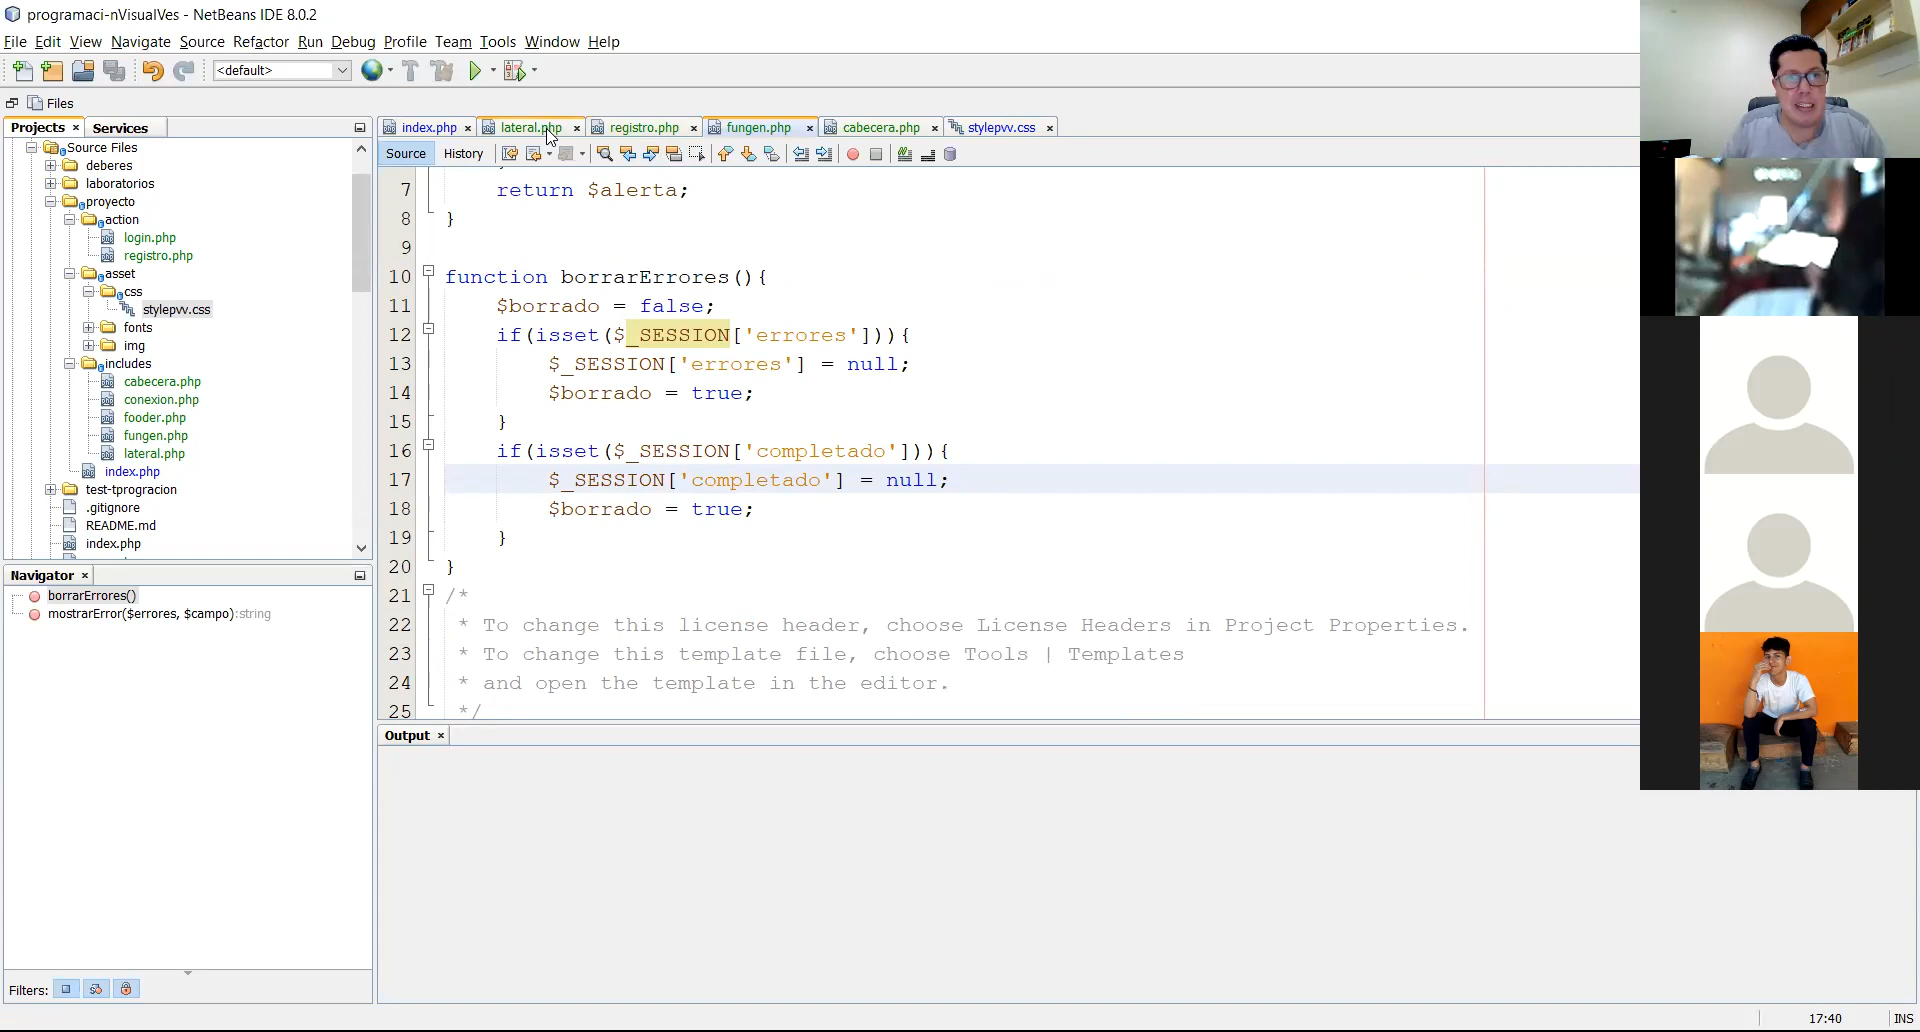 programaci-nVisualVes - NetBeans IDE 8.0.2
File Edit View Navigate Source Refactor Run Debug Profile Team Tools Window Help
<default>
Files
Projects Services
index.php lateral.php registro.php fungen.php cabecera.php stylepvv.css
Source History
Source Files
deberes
laboratorios
proyecto
action
login.php
registro.php
asset
css
stylepvv.css
fonts
img
includes
cabecera.php
conexion.php
fooder.php
fungen.php
lateral.php
index.php
test-tprogracion
.gitignore
README.md
index.php
7 return $alerta;
8 }
9
10 function borrarErrores(){
11 $borrado = false;
12 if(isset($_SESSION['errores'])){
13 $_SESSION['errores'] = null;
14 $borrado = true;
15 }
16 if(isset($_SESSION['completado'])){
17 $_SESSION['completado'] = null;
18 $borrado = true;
19 }
20 }
21 /*
22 * To change this license header, choose License Headers in Project Properties.
23 * To change this template file, choose Tools | Templates
24 * and open the template in the editor.
25 */
Navigator
borrarErrores()
mostrarError($errores, $campo):string
Filters:
Output
17:40 INS